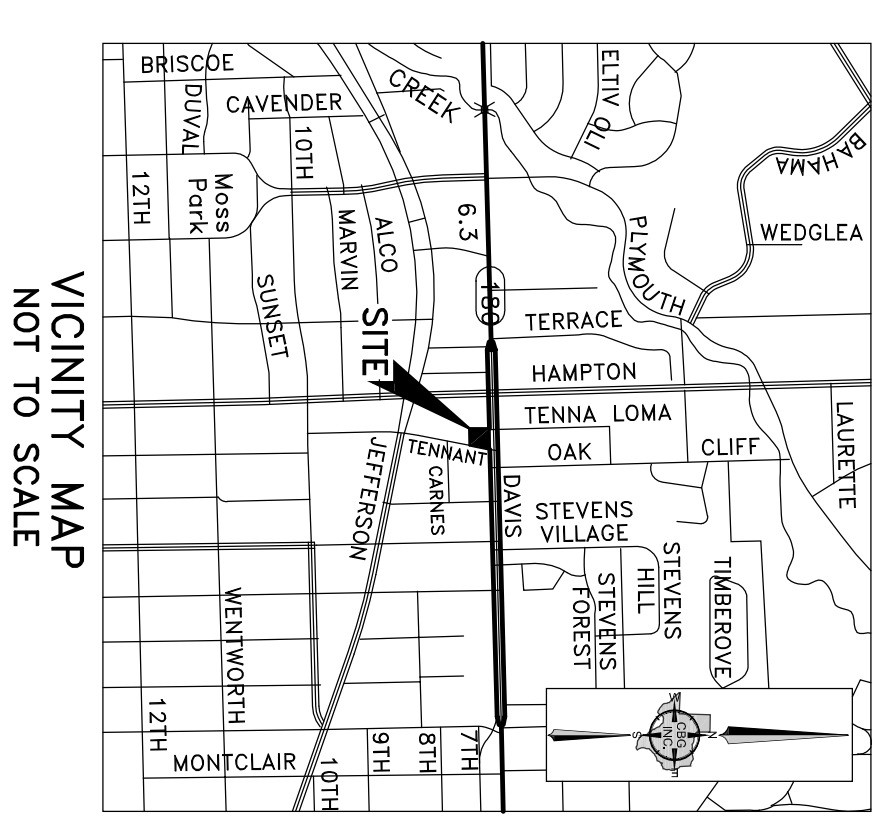 BRISCOE
DUVAL
CAVENDER
10TH
12TH
Moss
Park
CREEK
ELTIV
OLI
BAHAMA
WEDGLEA
PLYMOUTH
MARVIN
ALCO
6.3
180
SUNSET
SITE
TERRACE
HAMPTON
TENNA LOMA
OAK
CLIFF
LAURETTE
JEFFERSON
TENNANT
CARNES
DAVIS
STEVENS
VILLAGE
STEVENS
HILL
STEVENS
FOREST
TIMBEROVE
WENTWORTH
12TH
MONTCLAIR
10TH
9TH
8TH
7TH
N
S
W
E
CBG
INC.
VICINITY MAP
NOT TO SCALE